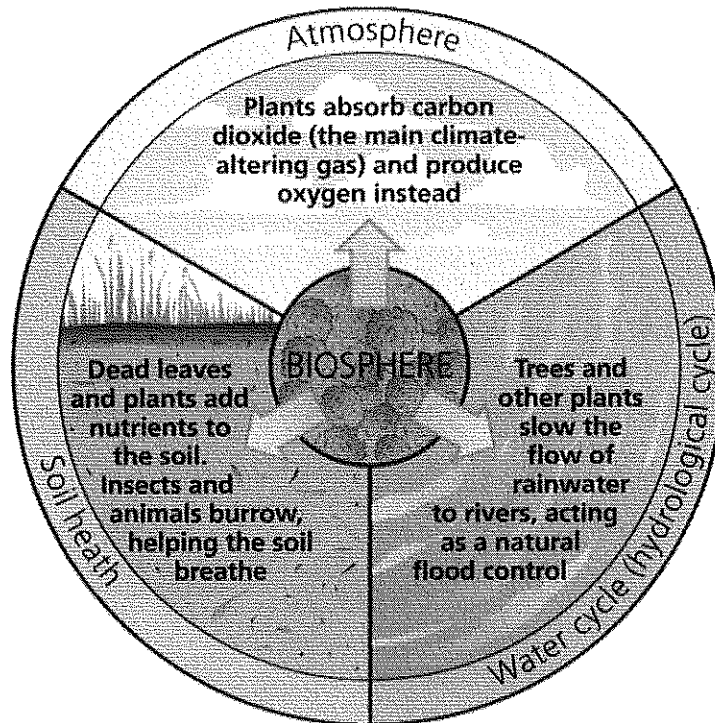 Atmosphere
Plants absorb carbon
dioxide (the main climate-
altering gas) and produce
oxygen instead
BIOSPHERE
Dead leaves
and plants add
nutrients to
the soil.
Insects and
animals burrow,
helping the soil
breathe
Soil heath
Trees and
other plants
slow the
flow of
rainwater
to rivers, acting
as a natural
flood control
Water cycle (hydrological cycle)